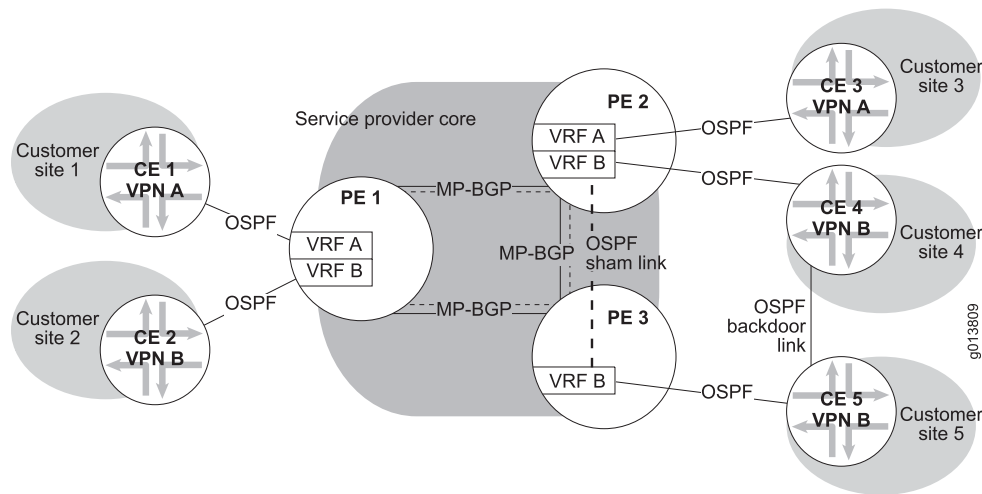 Service provider core
Customer
site 1
CE 1
VPN A
OSPF
Customer
site 2
CE 2
VPN B
OSPF
PE 1
VRF A
VRF B
MP-BGP
MP-BGP
MP-BGP
OSPF
sham link
PE 2
VRF A
VRF B
PE 3
VRF B
OSPF
OSPF
OSPF
CE 3
VPN A
Customer
site 3
CE 4
VPN B
Customer
site 4
OSPF
backdoor
link
CE 5
VPN B
Customer
site 5
g013809